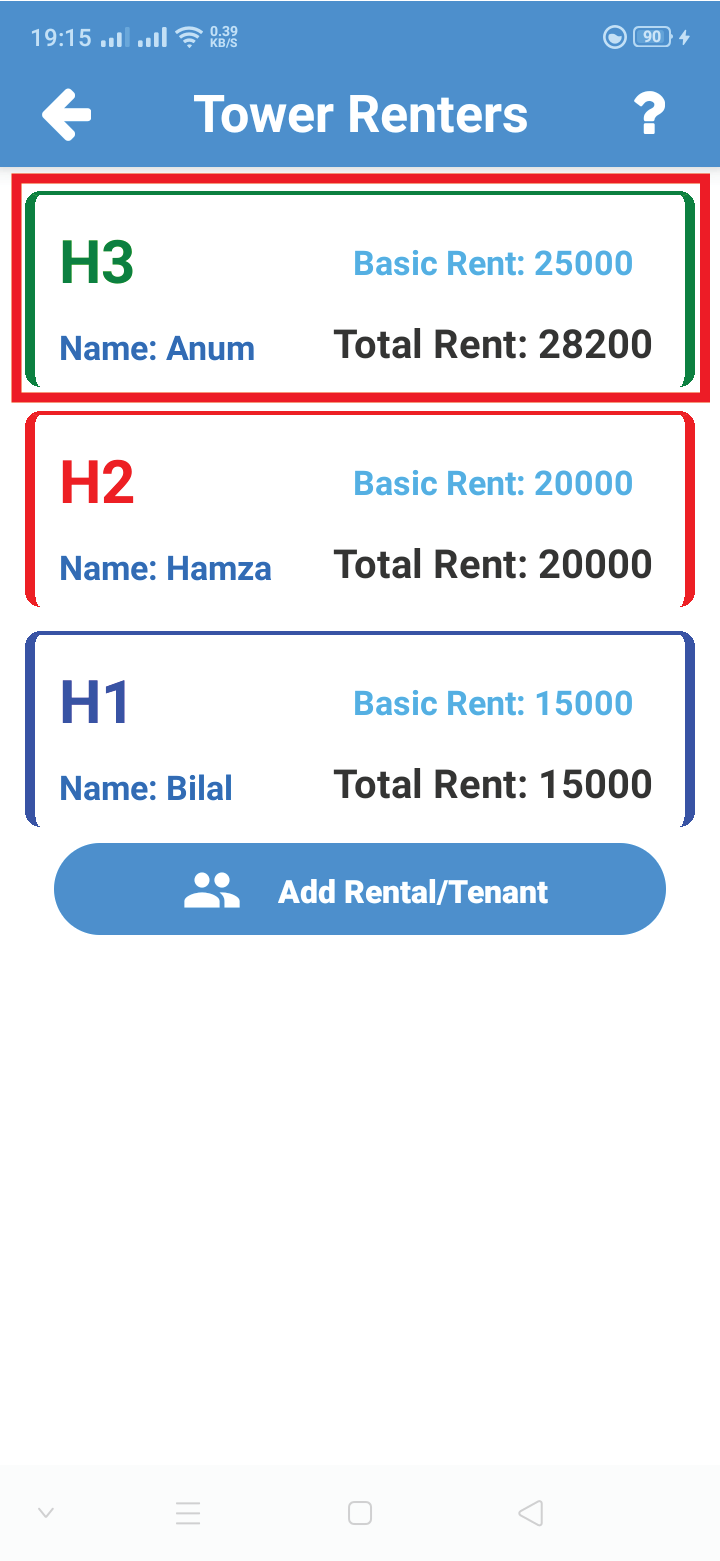 19:15 0.39 KB/S 90
Tower Renters ?
H3
Basic Rent: 25000
Name: Anum
Total Rent: 28200
H2
Basic Rent: 20000
Name: Hamza
Total Rent: 20000
H1
Basic Rent: 15000
Name: Bilal
Total Rent: 15000
Add Rental/Tenant